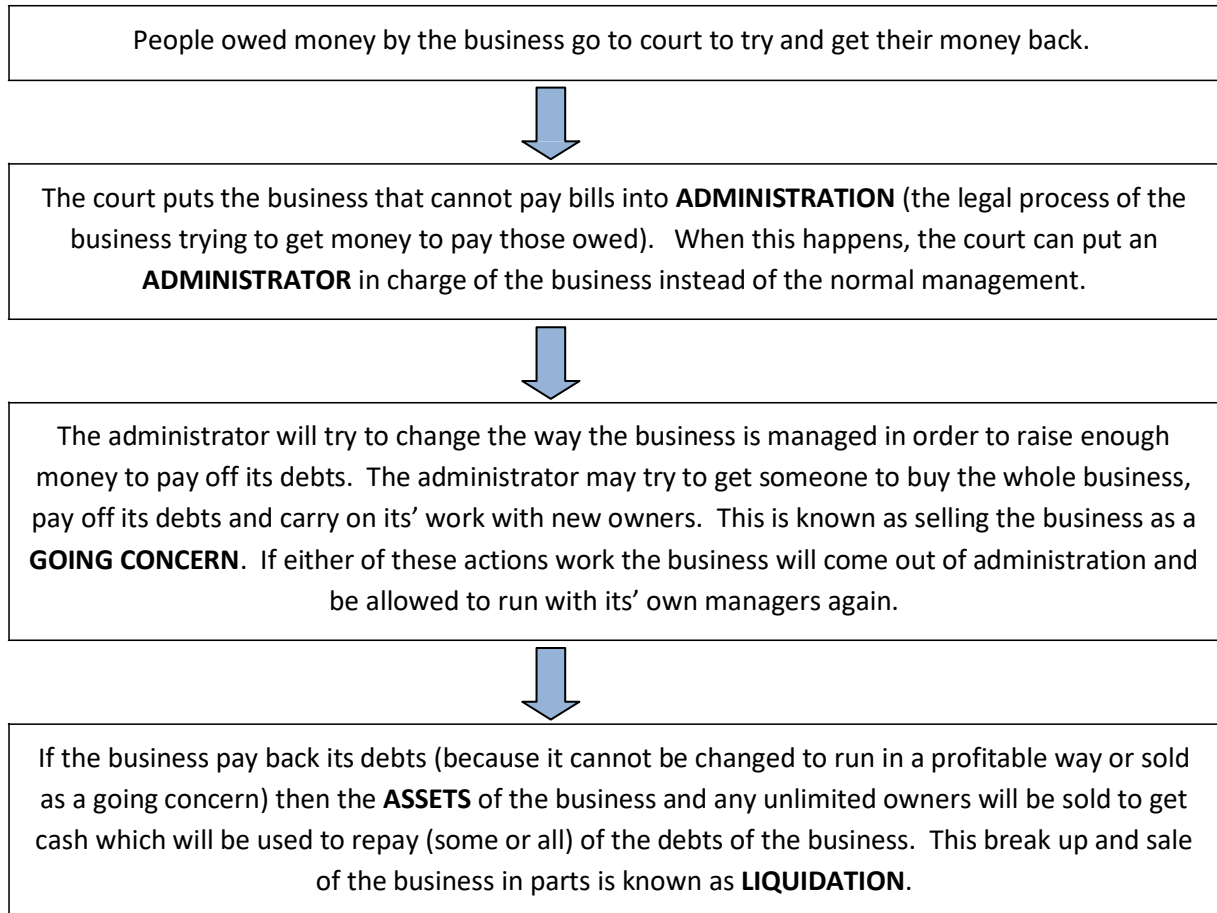 People owed money by the business go to court to try and get their money back.
The court puts the business that cannot pay bills into ADMINISTRATION (the legal process of the
business trying to get money to pay those owed). When this happens, the court can put an
ADMINISTRATOR in charge of the business instead of the normal management.
The administrator will try to change the way the business is managed in order to raise enough
money to pay off its debts. The administrator may try to get someone to buy the whole business,
pay off its debts and carry on its’ work with new owners. This is known as selling the business as a
GOING CONCERN. If either of these actions work the business will come out of administration and
be allowed to run with its’ own managers again.
If the business pay back its debts (because it cannot be changed to run in a profitable way or sold
as a going concern) then the ASSETS of the business and any unlimited owners will be sold to get
cash which will be used to repay (some or all) of the debts of the business. This break up and sale
of the business in parts is known as LIQUIDATION.